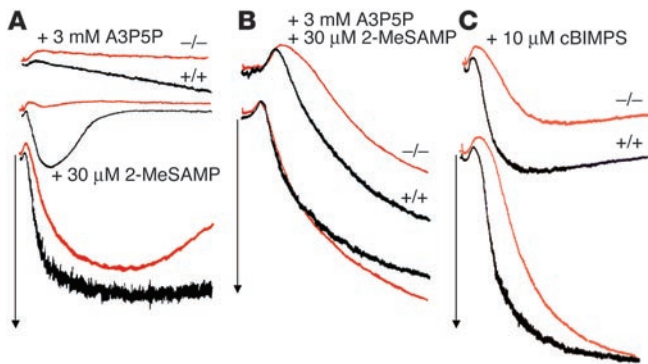 A
+ 3 mM A3P5P
–/–
+/+
+ 30 μM 2-MeSAMP
B
+ 3 mM A3P5P
+ 30 μM 2-MeSAMP
–/–
+/+
C
+ 10 μM cBIMPS
–/–
+/+